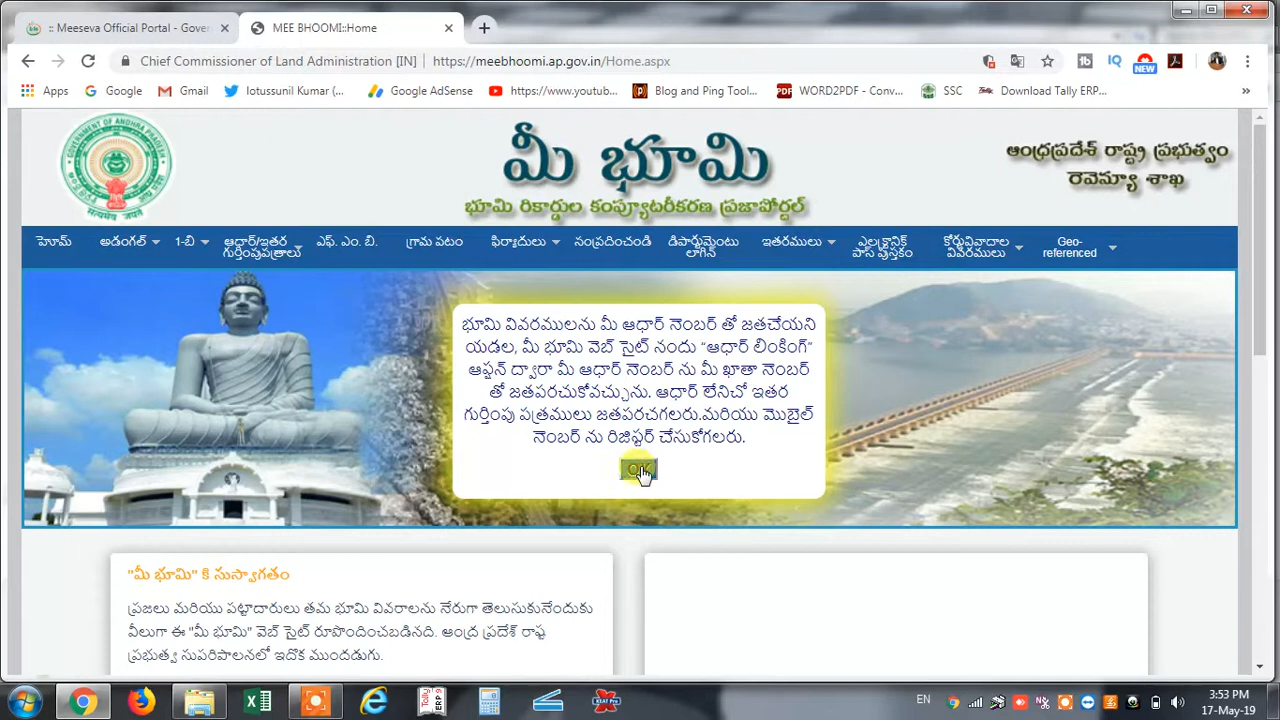 :: Meeseva Official Portal - Gover
MEE BHOOMI::Home
Chief Commissioner of Land Administration [IN] https://meebhoomi.ap.gov.in/Home.aspx
NEW
Apps Google Gmail lotussunil Kumar (... Google AdSense https://www.youtub... Blog and Ping Tool... WORD2PDF - Conv... SSC Download Tally ERP... »
మీ భూమి
భూమి రికార్డుల కంప్యూటరీకరణ ప్రజాపోర్టల్
ఆంధ్రప్రదేశ్ రాష్ట్ర ప్రభుత్వం
రెవెన్యూ శాఖ
హోమ్ అడంగల్ 1-బి ఆధార్/ఇతర గుర్తింపుపత్రాలు ఎఫ్. ఎం. బి. గ్రామ పటం ఫిర్యాదులు సంప్రదించండి డిపార్ట్మెంటు లాగిన్ ఇతరములు ఎలక్ట్రానిక్ పాస్ పుస్తకం కోర్టువివాదాల వివరములు Geo-referenced
భూమి వివరములను మీ ఆధార్ నెంబర్ తో జతచేయని
యడల, మీ భూమి వెబ్ సైట్ నందు “ఆధార్ లింకింగ్”
ఆప్షన్ ద్వారా మీ ఆధార్ నెంబర్ ను మీ ఖాతా నెంబర్
తో జతపరచుకోవచ్చును. ఆధార్ లేనిచో ఇతర
గుర్తింపు పత్రములు జతపరచగలరు.మరియు మొబైల్
నెంబర్ ను రిజిష్టర్ చేసుకోగలరు.
OK
"మీ భూమి" కి సుస్వాగతం
ప్రజలు మరియు పట్టాదారులు తమ భూమి వివరాలను నేరుగా తెలుసుకునేందుకు
వీలుగా ఈ "మీ భూమి" వెబ్ సైట్ రూపొందించబడినది. ఆంధ్ర ప్రదేశ్ రాష్ట్ర
ప్రభుత్వ సుపరిపాలనలో ఇదొక ముందడుగు.
EN
3:53 PM
17-May-19